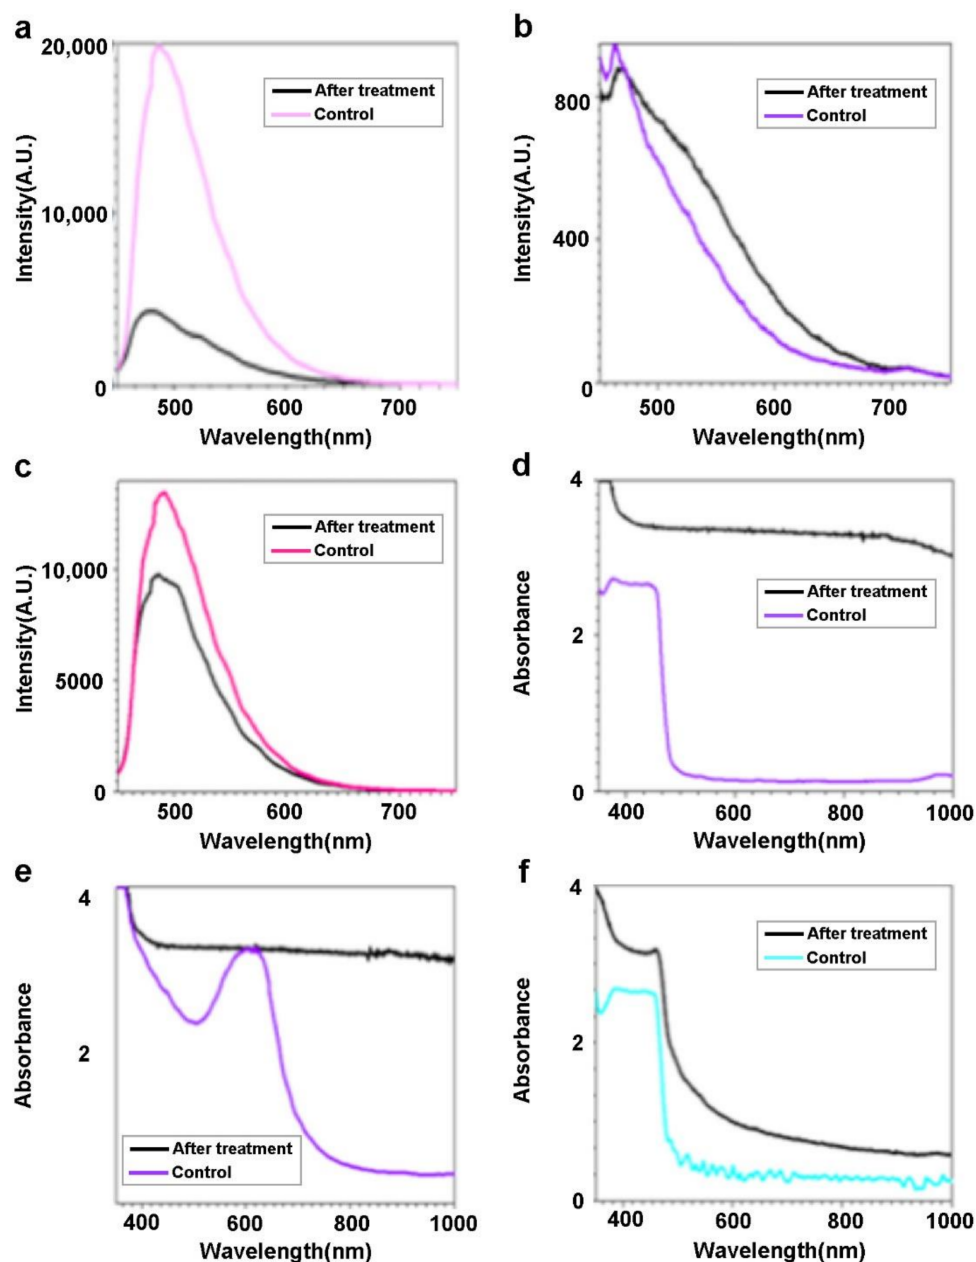 a
20,000
10,000
0
Intensity(A.U.)
After treatment
Control
500 600 700
Wavelength(nm)
b
800
400
0
Intensity(A.U.)
After treatment
Control
500 600 700
Wavelength(nm)
c
10,000
5000
0
Intensity(A.U.)
After treatment
Control
500 600 700
Wavelength(nm)
d
4
2
0
Absorbance
After treatment
Control
400 600 800 1000
Wavelength(nm)
e
4
2
Absorbance
After treatment
Control
400 600 800 1000
Wavelength(nm)
f
4
2
0
Absorbance
After treatment
Control
400 600 800 1000
Wavelength(nm)